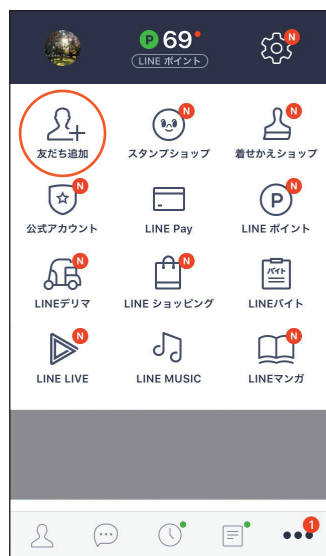 P 69
LINE ポイント
N
友だち追加
N
スタンプショップ
N
着せかえショップ
N
公式アカウント
LINE Pay
P N
LINE ポイント
N
LINEデリマ
N
LINE ショッピング
バイト
LINEバイト
N
LINE LIVE
LINE MUSIC
N
LINEマンガ
1